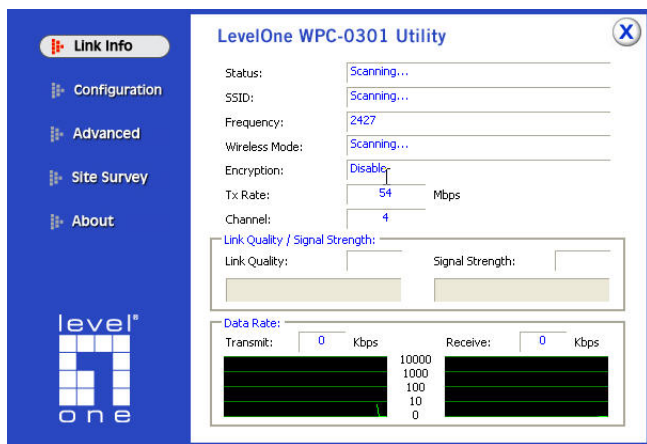 Link Info
Configuration
Advanced
Site Survey
About
level
one
LevelOne WPC-0301 Utility
X
Status: Scanning...
SSID: Scanning...
Frequency: 2427
Wireless Mode: Scanning...
Encryption: Disable
Tx Rate: 54 Mbps
Channel: 4
Link Quality / Signal Strength:
Link Quality: Signal Strength:
Data Rate:
Transmit: 0 Kbps Receive: 0 Kbps
10000
1000
100
10
0